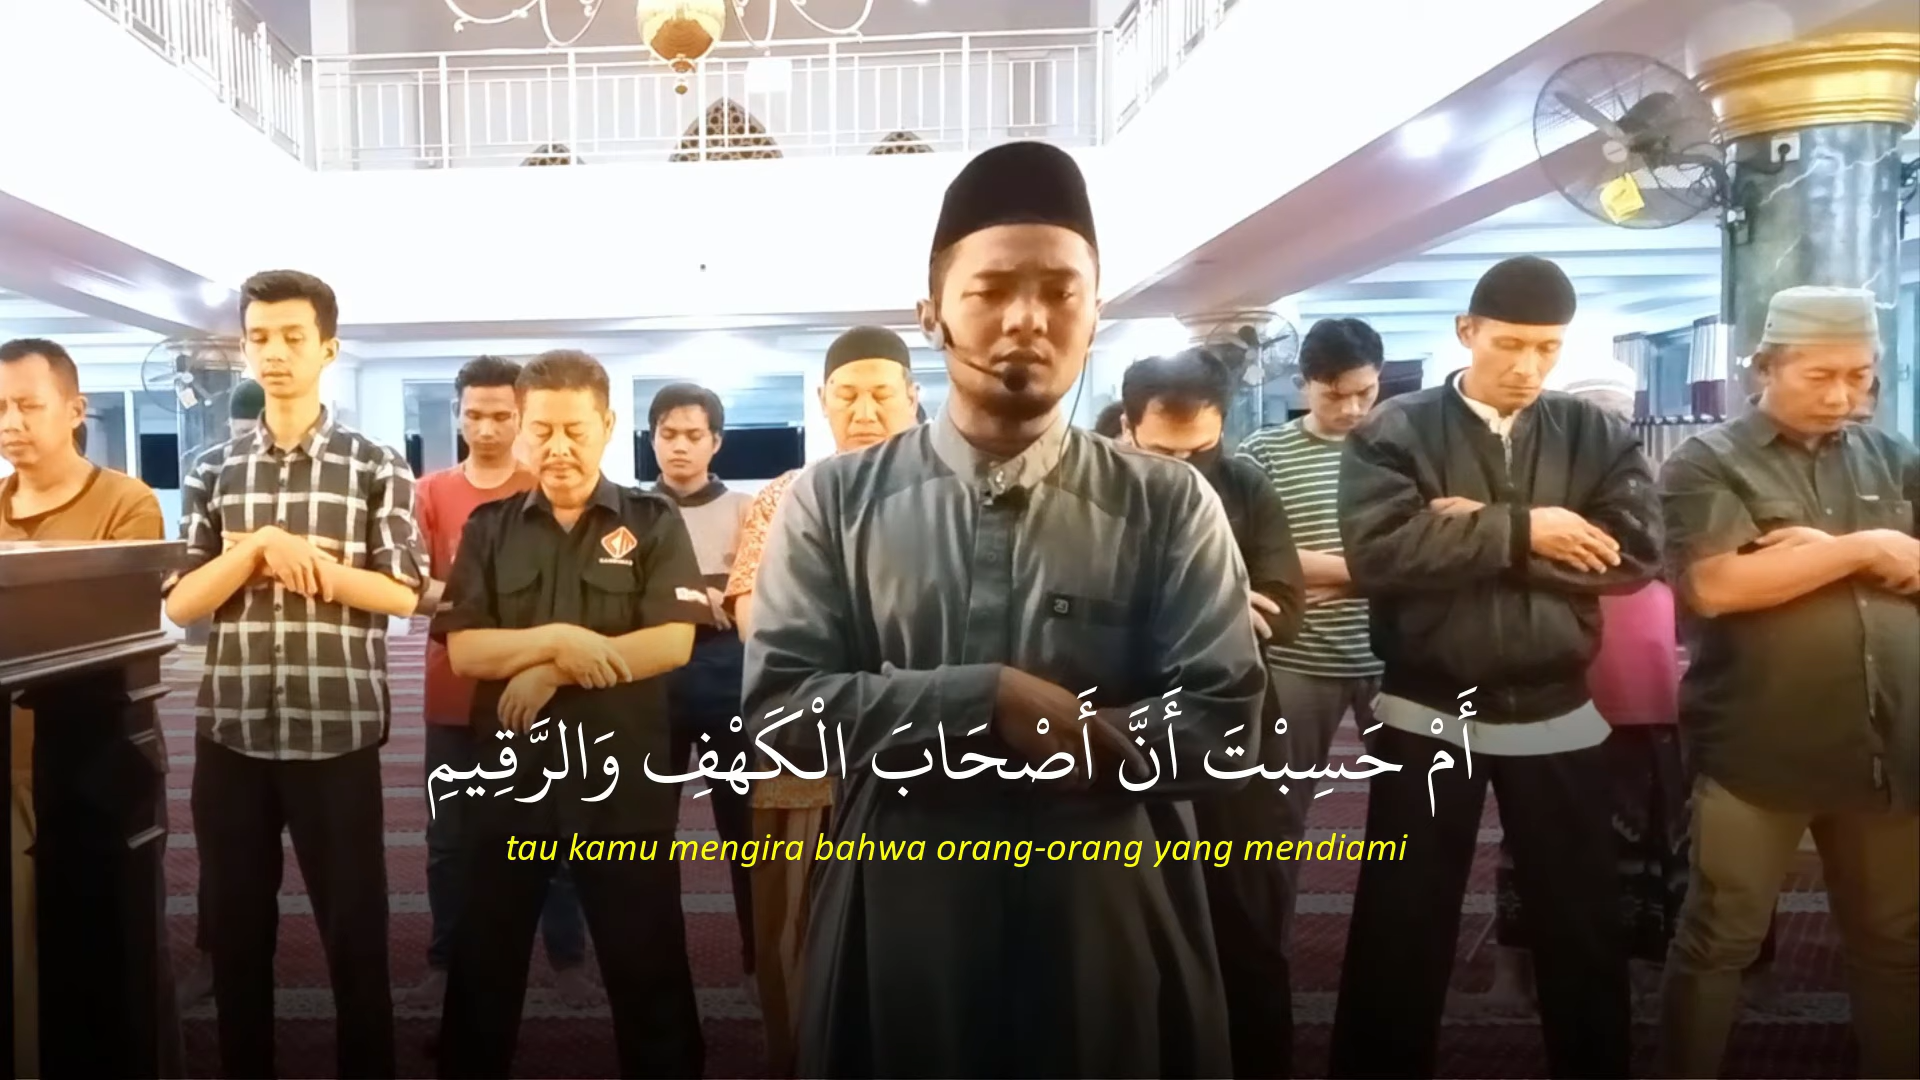 أَمْ حَسِبْتَ أَنَّ أَصْحَابَ الْكَهْفِ وَالرَّقِيمِ
tau kamu mengira bahwa orang-orang yang mendiami